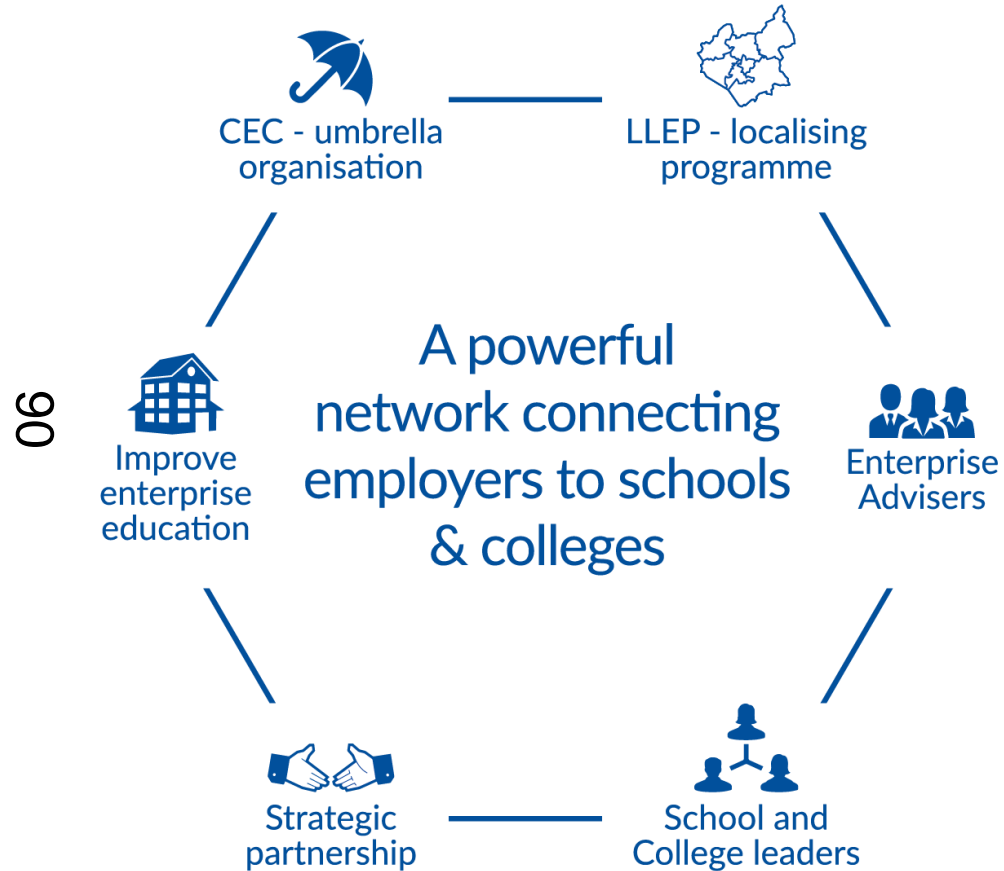 CEC - umbrella
organisation
LLEP - localising
programme
06
Improve
enterprise
education
A powerful
network connecting
employers to schools
& colleges
Enterprise
Advisers
Strategic
partnership
School and
College leaders